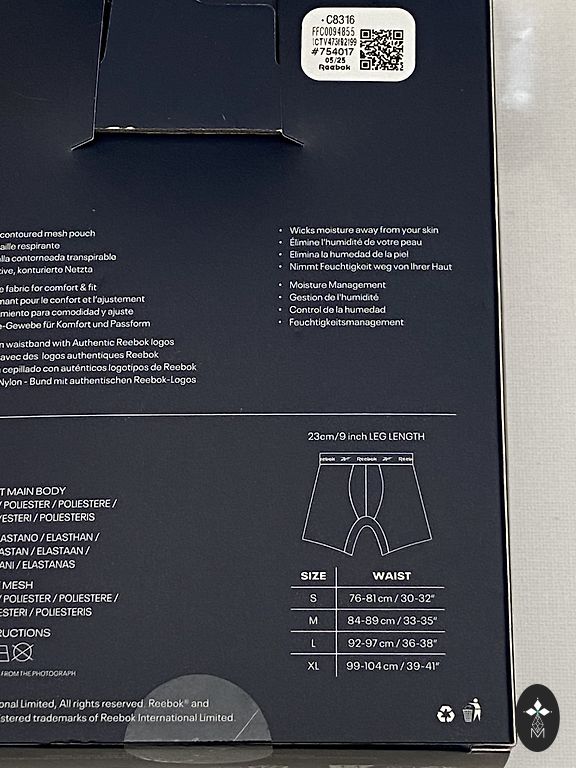 • C8316
FFC0094855
#754017
05/25
Reebok
contoured mesh pouch
aille respirante
lla contorneada transpirable
tive, konturierte Netzta
e fabric for comfort & fit
mant pour le confort et l'ajustement
miento para comodidad y ajuste
e-Gewebe für Komfort und Passform
n waistband with Authentic Reebok logos
avec des logos authentiques Reebok
cepillado con auténticos logotipos de Reebok
Nylon - Bund mit authentischen Reebok-Logos
• Wicks moisture away from your skin
• Élimine l'humidité de votre peau
• Elimina la humedad de la piel
• Nimmt Feuchtigkeit weg von Ihrer Haut
• Moisture Management
• Gestion de l'humidité
• Control de la humedad
• Feuchtigkeitsmanagement
T MAIN BODY
/ POLIESTER / POLIESTERE /
YESTERI / POLIESTERIS
LASTANO / ELASTHAN /
ASTAN / ELASTAAN /
ANI / ELASTANAS
/ MESH
/ POLIESTER / POLIESTERE /
ESTERI / POLIESTERIS
RUCTIONS
FROM THE PHOTOGRAPH
onal Limited, All rights reserved. Reebok® and
stered trademarks of Reebok International Limited.
23cm/9 inch LEG LENGTH
Reebok Reebok Reebok
SIZE WAIST
S 76-81 cm / 30-32"
M 84-89 cm / 33-35"
L 92-97 cm / 36-38"
XL 99-104 cm / 39-41"
M